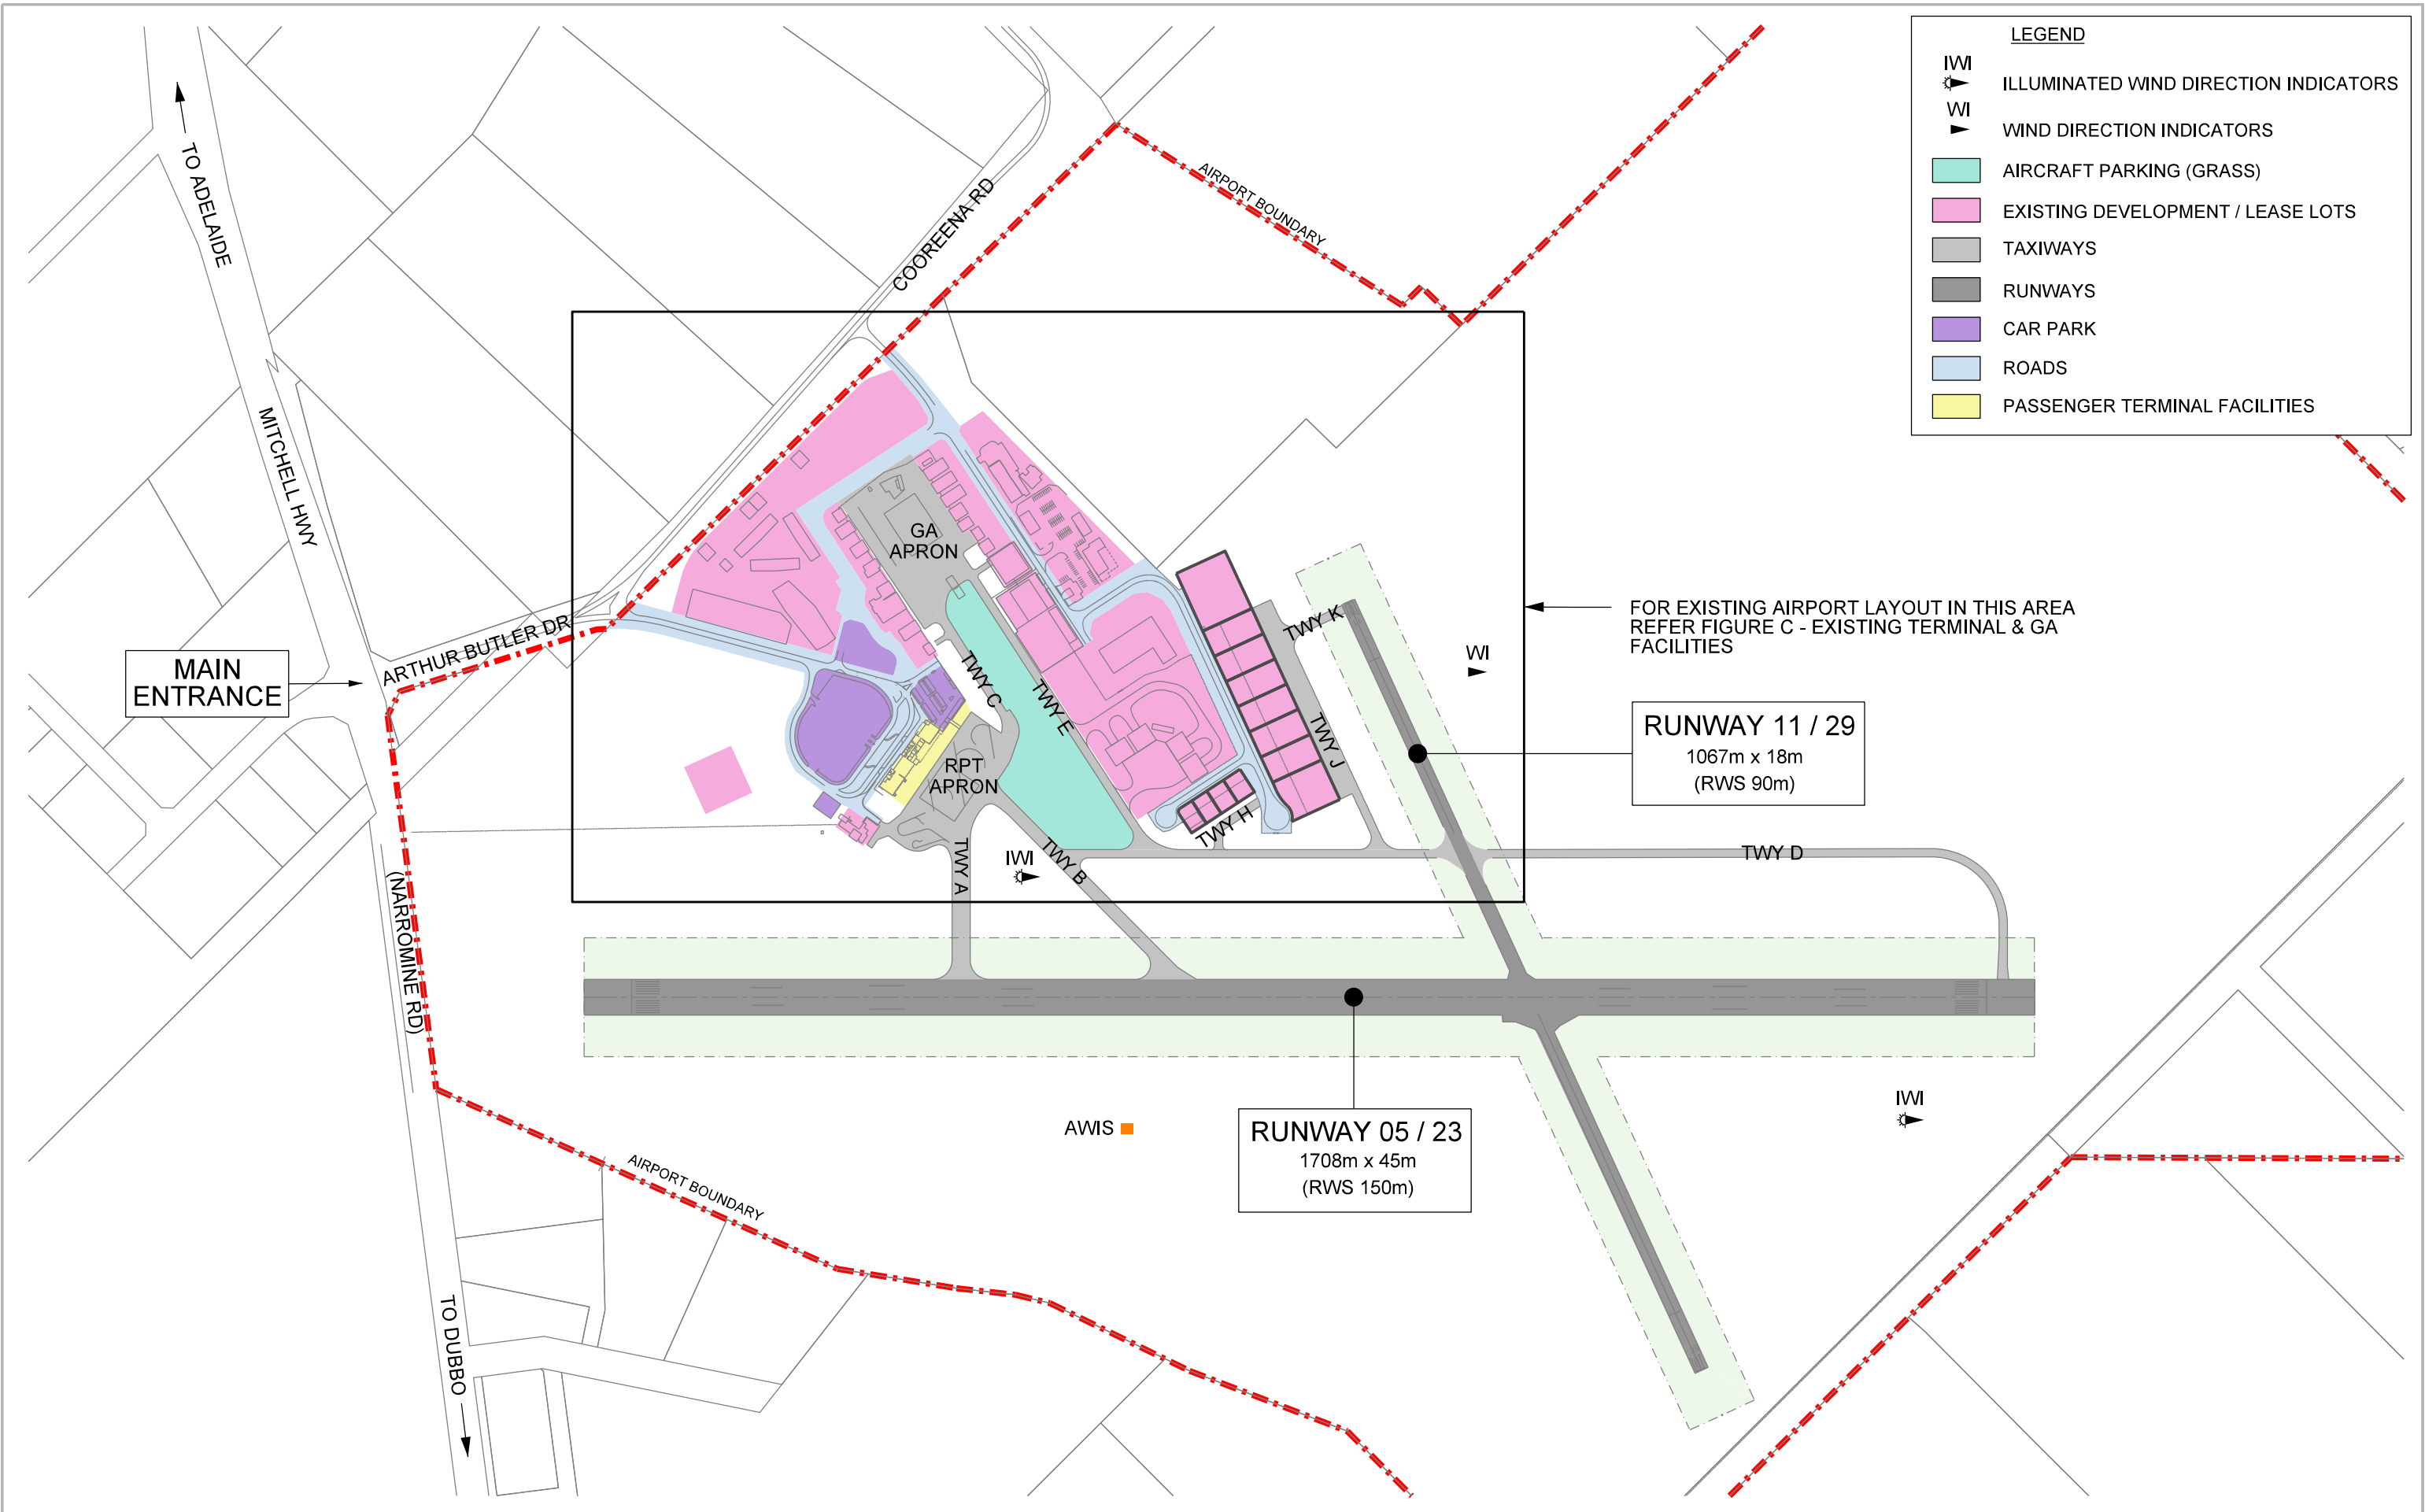 LEGEND
IWI
ILLUMINATED WIND DIRECTION INDICATORS
WI
WIND DIRECTION INDICATORS
AIRCRAFT PARKING (GRASS)
EXISTING DEVELOPMENT / LEASE LOTS
TAXIWAYS
RUNWAYS
CAR PARK
ROADS
PASSENGER TERMINAL FACILITIES
TO ADELAIDE
COOREENA RD
AIRPORT BOUNDARY
MITCHELL HWY
GA
APRON
FOR EXISTING AIRPORT LAYOUT IN THIS AREA
REFER FIGURE C - EXISTING TERMINAL & GA
FACILITIES
ARTHUR BUTLER DR
MAIN
ENTRANCE
TWY K
WI
TWY C
TWY E
TWY J
RUNWAY 11 / 29
1067m x 18m
(RWS 90m)
RPT
APRON
TWY H
TWY A
IWI
TWY B
TWY D
(NARROMINE RD)
AWIS
RUNWAY 05 / 23
1708m x 45m
(RWS 150m)
IWI
AIRPORT BOUNDARY
TO DUBBO